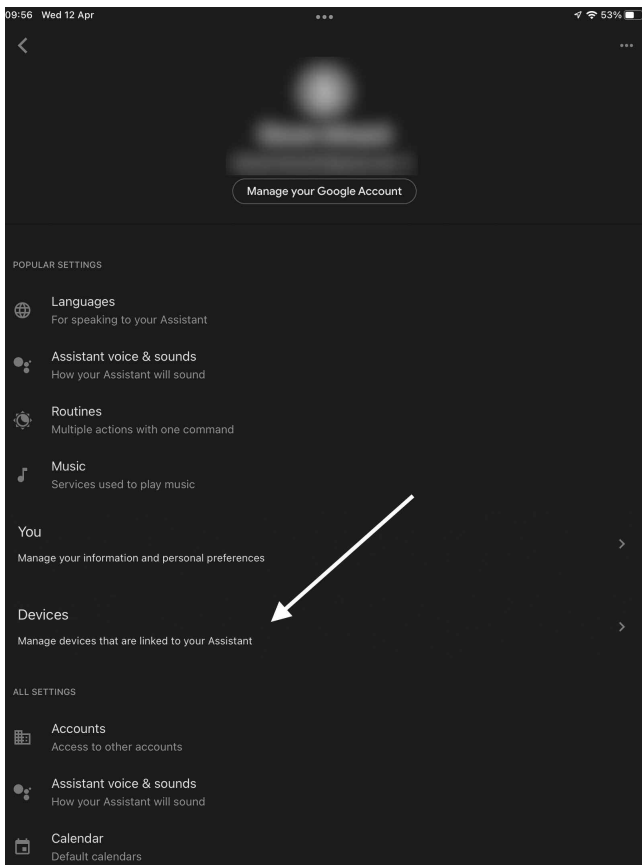 09:56 Wed 12 Apr
53%
Manage your Google Account
POPULAR SETTINGS
Languages
For speaking to your Assistant
Assistant voice & sounds
How your Assistant will sound
Routines
Multiple actions with one command
Music
Services used to play music
You
Manage your information and personal preferences
Devices
Manage devices that are linked to your Assistant
ALL SETTINGS
Accounts
Access to other accounts
Assistant voice & sounds
How your Assistant will sound
Calendar
Default calendars